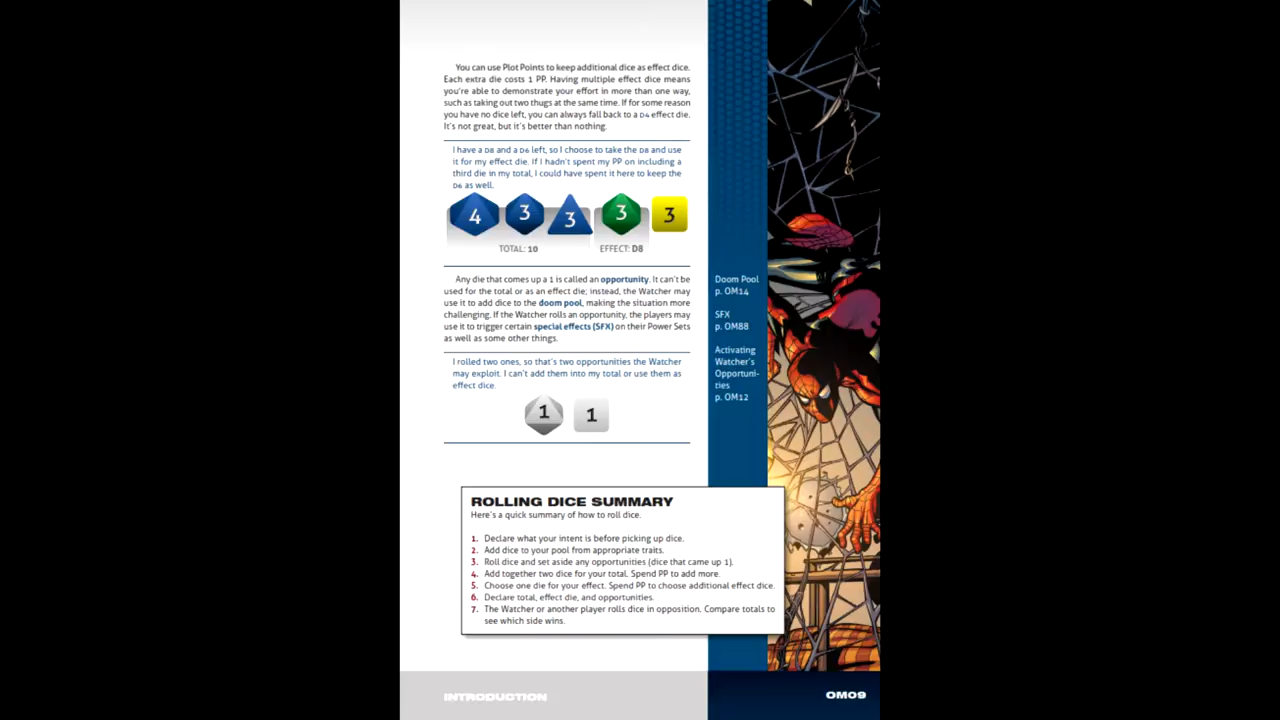 You can use Plot Points to keep additional dice as effect dice.
Each extra die costs 1 PP. Having multiple effect dice means
you're able to demonstrate your effort in more than one way,
such as taking out two thugs at the same time. If for some reason
you have no dice left, you can always fall back to a D4 effect die.
It's not great, but it's better than nothing.
I have a D8 and a D6 left, so I choose to take the D8 and use
it for my effect die. If I hadn't spent my PP on including a
third die in my total, I could have spent it here to keep the
D6 as well.
4 3 3 3 3
TOTAL: 10 EFFECT: D8
Any die that comes up a 1 is called an opportunity. It can't be
used for the total or as an effect die; instead, the Watcher may
use it to add dice to the doom pool, making the situation more
challenging. If the Watcher rolls an opportunity, the players may
use it to trigger certain special effects (SFX) on their Power Sets
as well as some other things.
I rolled two ones, so that's two opportunities the Watcher
may exploit. I can't add them into my total or use them as
effect dice.
1 1
Doom Pool
p. OM14
SFX
p. OM88
Activating
Watcher's
Opportuni-
ties
p. OM12
ROLLING DICE SUMMARY
Here's a quick summary of how to roll dice.
1. Declare what your intent is before picking up dice.
2. Add dice to your pool from appropriate traits.
3. Roll dice and set aside any opportunities (dice that came up 1).
4. Add together two dice for your total. Spend PP to add more.
5. Choose one die for your effect. Spend PP to choose additional effect dice.
6. Declare total, effect die, and opportunities.
7. The Watcher or another player rolls dice in opposition. Compare totals to
see which side wins.
INTRODUCTION
OM09